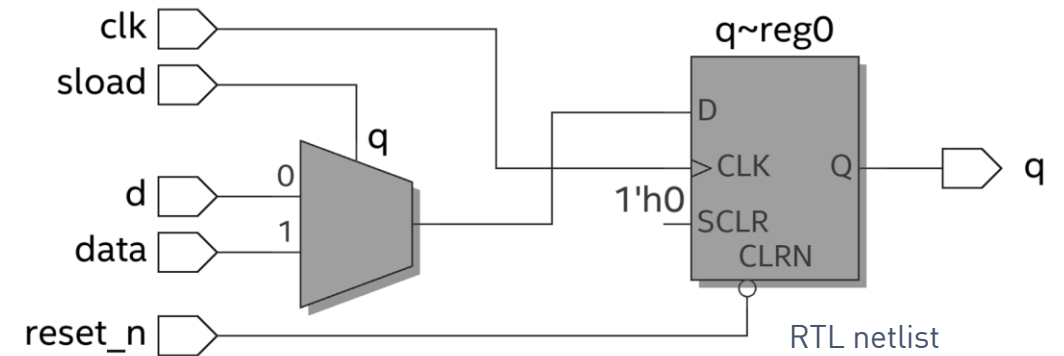 clk
q~reg0
sload
q
D
0
d
CLK
Q
q
1'h0
1
data
SCLR
CLRN
reset_n
RTL netlist